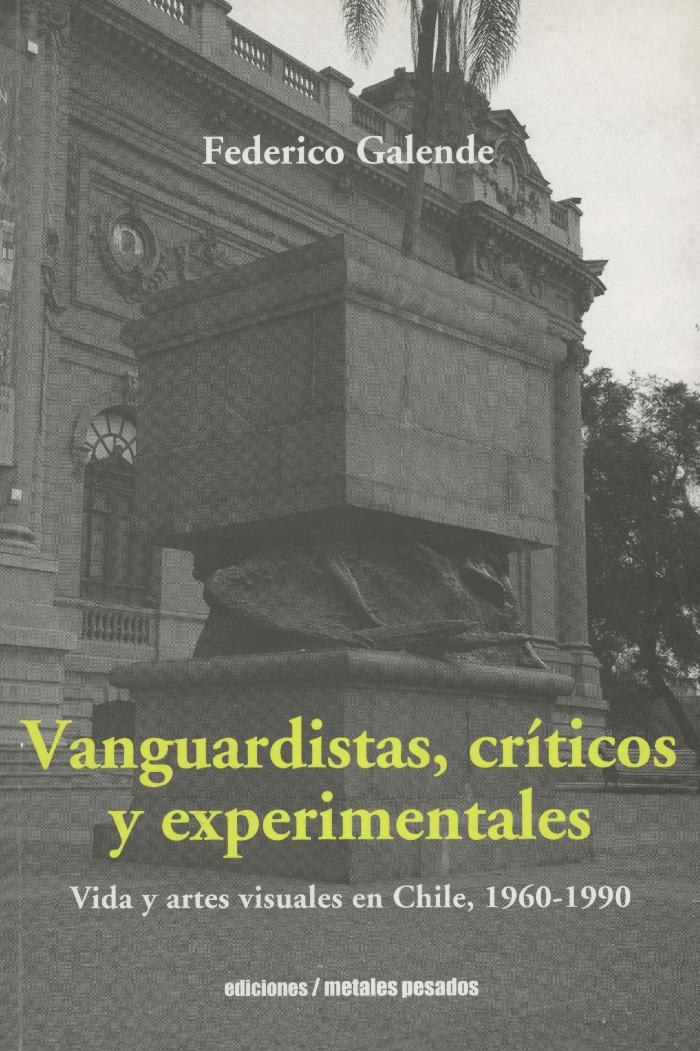 Federico Galende
Vanguardistas, críticos
y experimentales
Vida y artes visuales en Chile, 1960-1990
ediciones / metales pesados